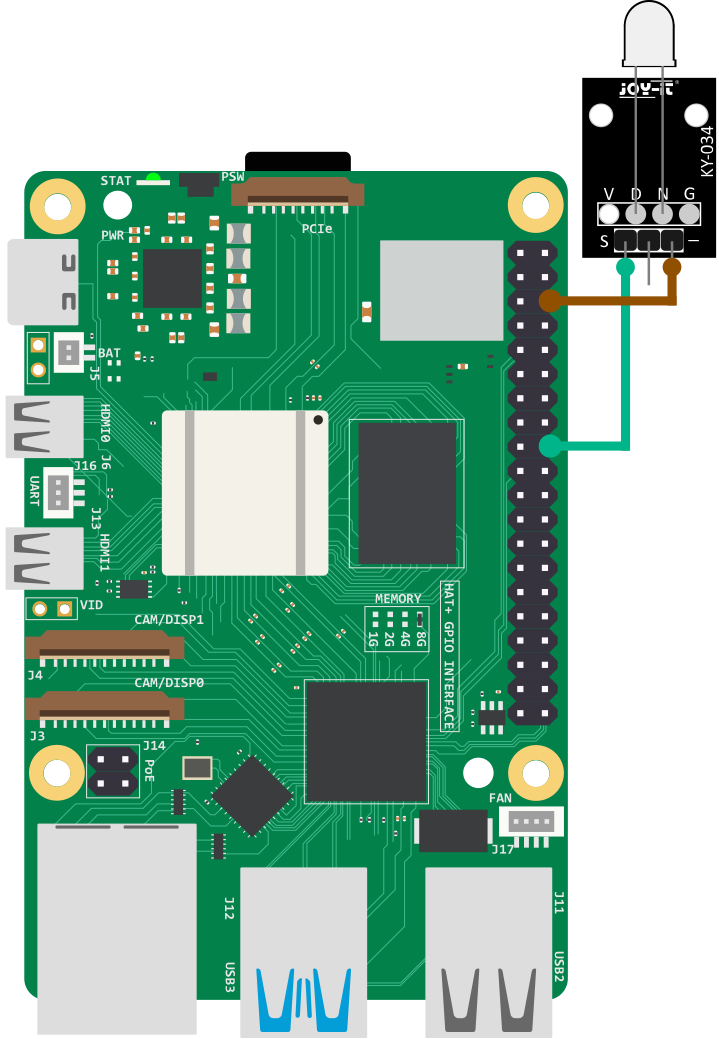 JOY-IT®
KY-034
V D N G
S −
STAT
PSW
PCIe
PWR
BAT
J5
HDMI0
J6
J16
UART
J13
HDMI1
VID
CAM/DISP1
J4
CAM/DISP0
J3
J14
PoE
MEMORY
1G 2G 4G 8G
HAT+ GPIO INTERFACE
FAN
J17
J12
USB3
J11
USB2